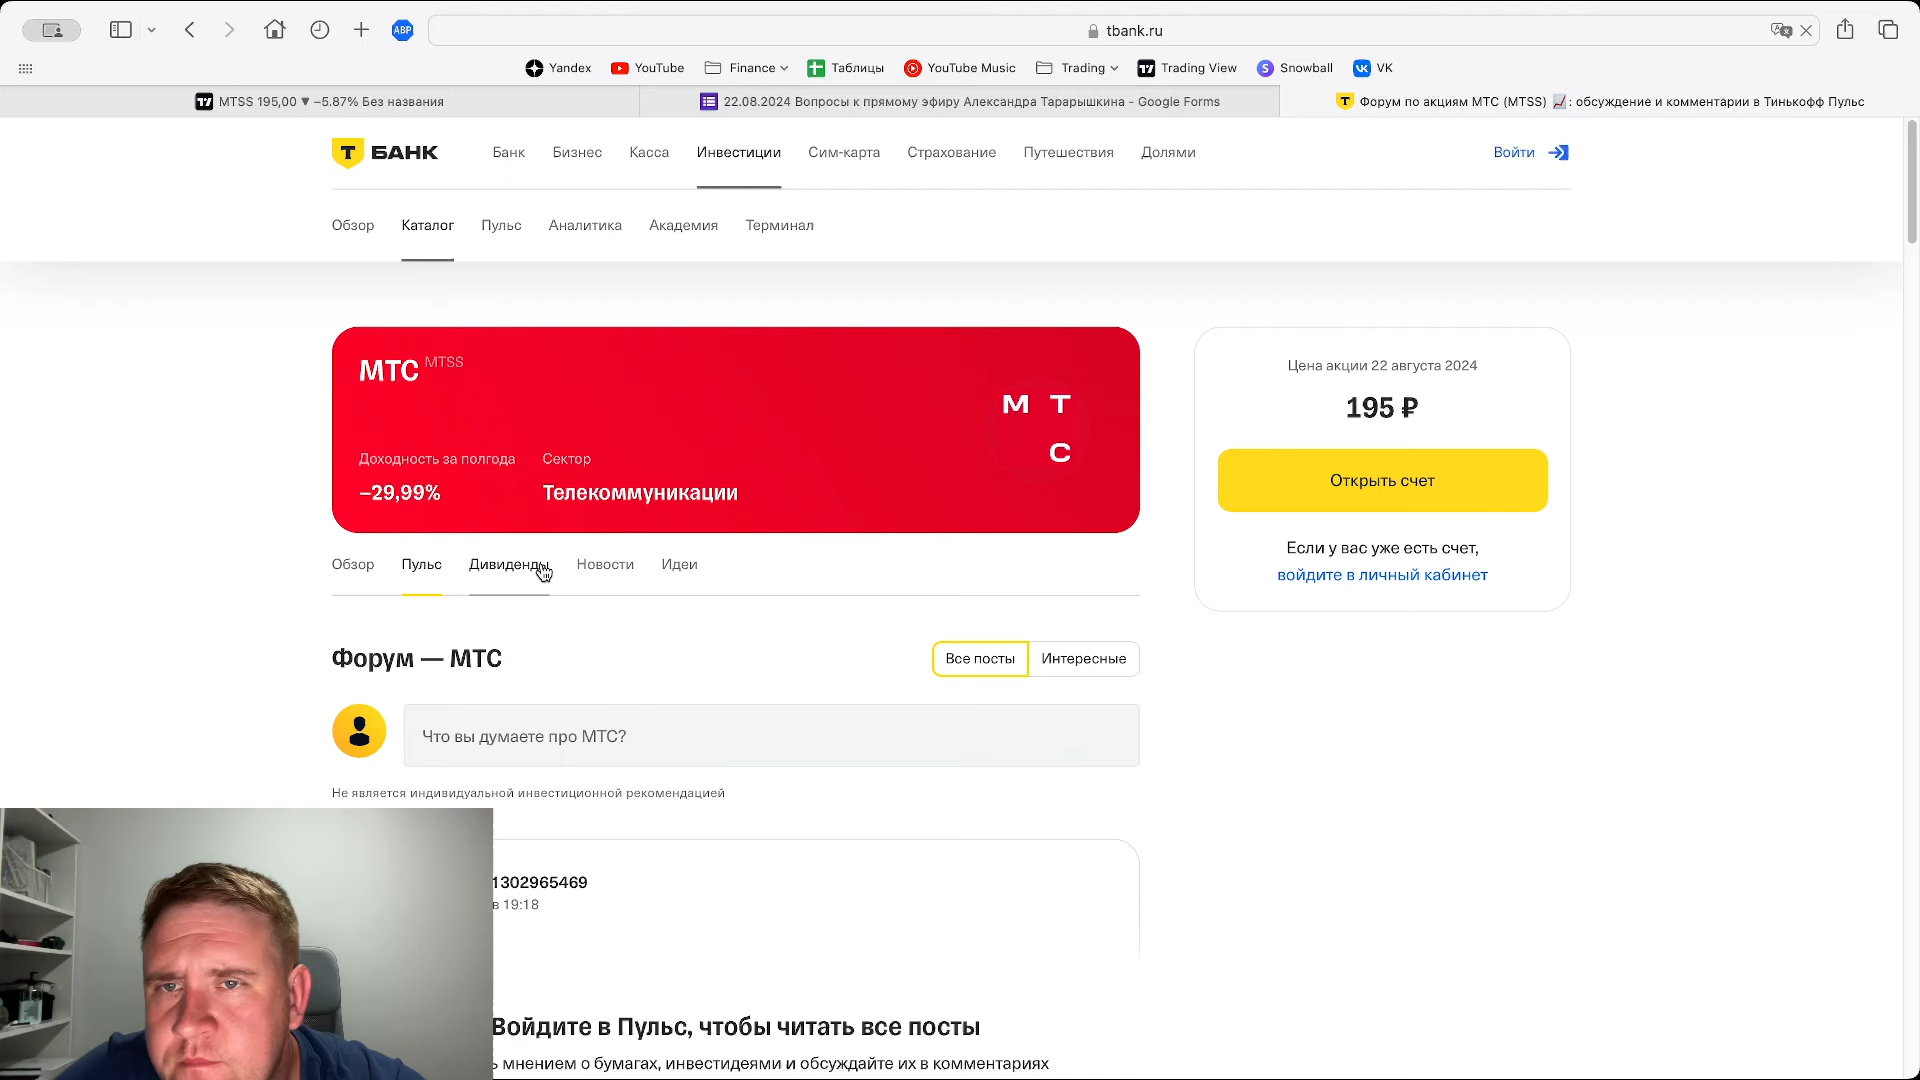 ABP
tbank.ru
Yandex
YouTube
Finance
Таблицы
YouTube Music
Trading
Trading View
Snowball
VK
MTSS 195,00 ▼ −5.87% Без названия
22.08.2024 Вопросы к прямому эфиру Александра Тарарышкина - Google Forms
Форум по акциям МТС (MTSS) 📈: обсуждение и комментарии в Тинькофф Пульс
Т БАНК
Банк
Бизнес
Касса
Инвестиции
Сим-карта
Страхование
Путешествия
Долями
Войти
Обзор
Каталог
Пульс
Аналитика
Академия
Терминал
МТС MTSS
М Т
С
Доходность за полгода
Сектор
−29,99%
Телекоммуникации
Цена акции 22 августа 2024
195 ₽
Открыть счет
Если у вас уже есть счет,
войдите в личный кабинет
Обзор
Пульс
Дивиденды
Новости
Идеи
Форум — МТС
Все посты
Интересные
Что вы думаете про МТС?
Не является индивидуальной инвестиционной рекомендацией
1302965469
в 19:18
Войдите в Пульс, чтобы читать все посты
мнением о бумагах, инвестидеями и обсуждайте их в комментариях